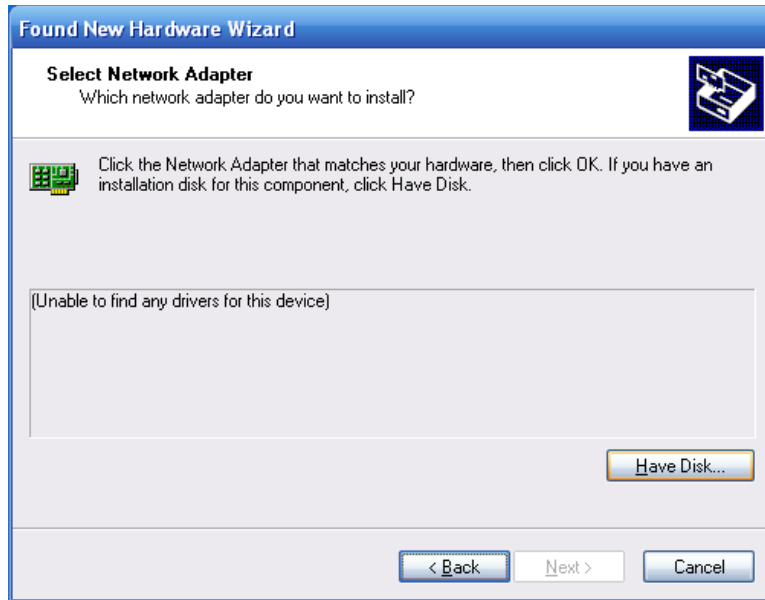 Found New Hardware Wizard
Select Network Adapter
Which network adapter do you want to install?
Click the Network Adapter that matches your hardware, then click OK. If you have an
installation disk for this component, click Have Disk.
(Unable to find any drivers for this device)
Have Disk...
< Back Next > Cancel